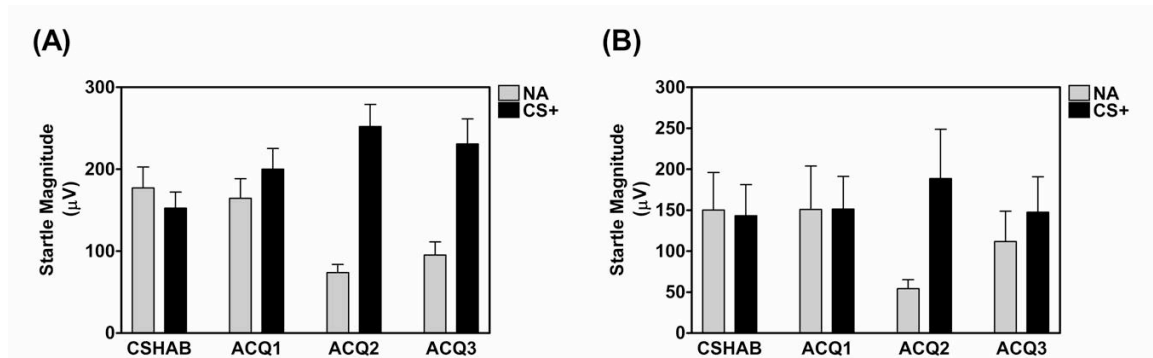 (A)
Startle Magnitude
(μV)
300
200
100
0
CSHAB ACQ1 ACQ2 ACQ3
NA
CS+
(B)
Startle Magnitude
(μV)
300
250
200
150
100
50
0
CSHAB ACQ1 ACQ2 ACQ3
NA
CS+